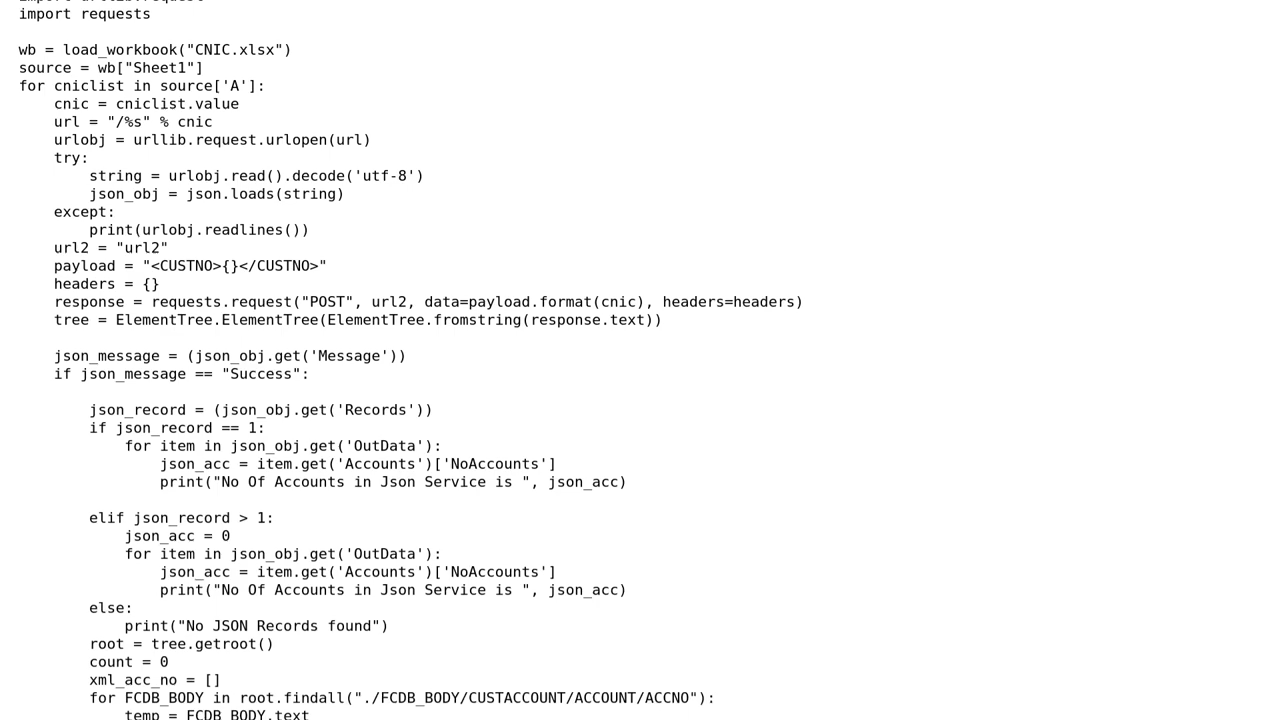 import requests
wb = load_workbook("CNIC.xlsx")
source = wb["Sheet1"]
for cniclist in source['A']:
    cnic = cniclist.value
    url = "/%s" % cnic
    urlobj = urllib.request.urlopen(url)
    try:
        string = urlobj.read().decode('utf-8')
        json_obj = json.loads(string)
    except:
        print(urlobj.readlines())
    url2 = "url2"
    payload = "<CUSTNO>{}</CUSTNO>"
    headers = {}
    response = requests.request("POST", url2, data=payload.format(cnic), headers=headers)
    tree = ElementTree.ElementTree(ElementTree.fromstring(response.text))
    json_message = (json_obj.get('Message'))
    if json_message == "Success":
        json_record = (json_obj.get('Records'))
        if json_record == 1:
            for item in json_obj.get('OutData'):
                json_acc = item.get('Accounts')['NoAccounts']
                print("No Of Accounts in Json Service is ", json_acc)
        elif json_record > 1:
            json_acc = 0
            for item in json_obj.get('OutData'):
                json_acc = item.get('Accounts')['NoAccounts']
                print("No Of Accounts in Json Service is ", json_acc)
        else:
            print("No JSON Records found")
        root = tree.getroot()
        count = 0
        xml_acc_no = []
        for FCDB_BODY in root.findall("./FCDB_BODY/CUSTACCOUNT/ACCOUNT/ACCNO"):
            temp = FCDB_BODY.text